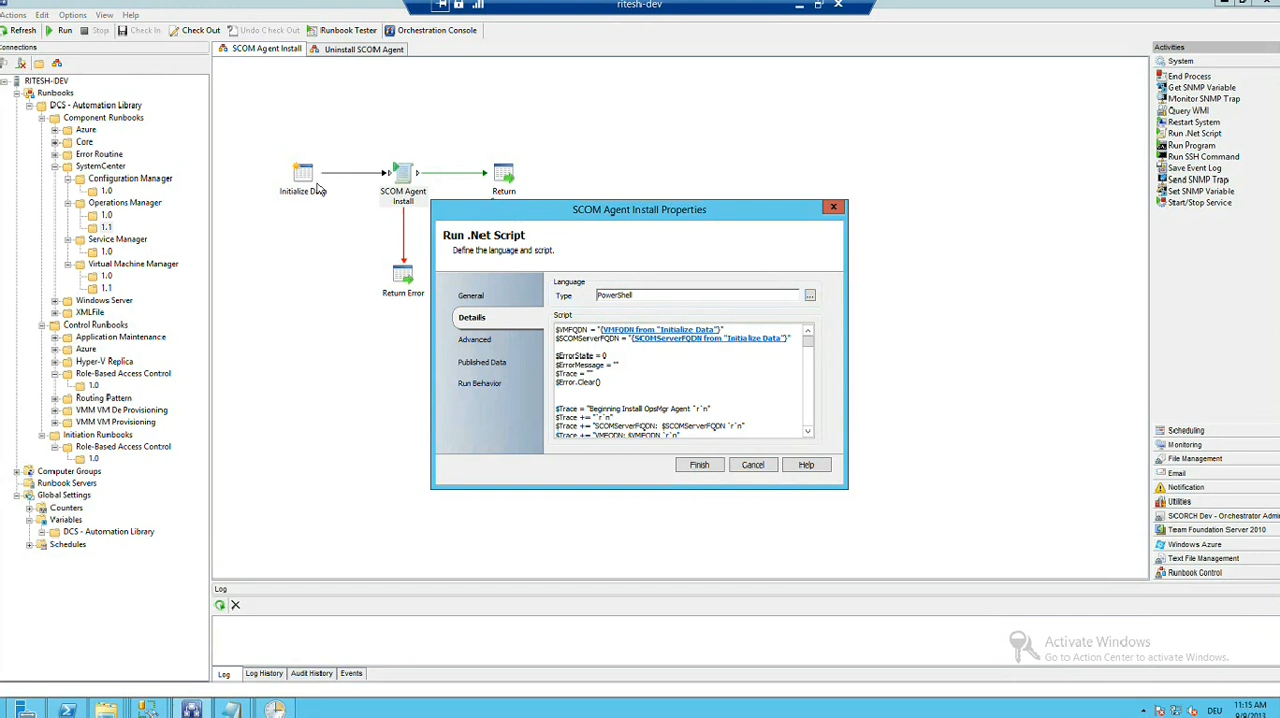 ritesh-dev
Actions Edit Options View Help
Refresh Run Stop Check In Check Out Undo Check Out Runbook Tester Orchestration Console
Connections
SCOM Agent Install
Uninstall SCOM Agent
RITESH-DEV
Runbooks
DCS - Automation Library
Component Runbooks
Azure
Core
Error Routine
SystemCenter
Configuration Manager
1.0
Operations Manager
1.0
1.1
Service Manager
1.0
Virtual Machine Manager
1.0
1.1
Windows Server
XMLFile
Control Runbooks
Application Maintenance
Azure
Hyper-V Replica
Role-Based Access Control
1.0
Routing Pattern
VMM VM De Provisioning
VMM VM Provisioning
Initiation Runbooks
Role-Based Access Control
1.0
Computer Groups
Runbook Servers
Global Settings
Counters
Variables
DCS - Automation Library
Schedules
Initialize Data
SCOM Agent
Install
Return
Return Error
SCOM Agent Install Properties
Run .Net Script
Define the language and script.
General
Details
Advanced
Published Data
Run Behavior
Language
Type PowerShell ...
Script
$VMFQDN = "{VMFQDN from "Initialize Data"}"
$SCOMServerFQDN = "{SCOMServerFQDN from "Initialize Data"}"
$ErrorState = 0
$ErrorMessage = ""
$Trace = ""
$Error.Clear()
$Trace = "Beginning Install OpsMgr Agent `r`n"
$Trace += "`r`n"
$Trace += "SCOMServerFQDN: $SCOMServerFQDN `r`n"
$Trace += "VMFQDN: $VMFQDN `r`n"
Finish Cancel Help
Activities
System
End Process
Get SNMP Variable
Monitor SNMP Trap
Query WMI
Restart System
Run .Net Script
Run Program
Run SSH Command
Save Event Log
Send SNMP Trap
Set SNMP Variable
Start/Stop Service
Scheduling
Monitoring
File Management
Email
Notification
Utilities
SCORCH Dev - Orchestrator Admin
Team Foundation Server 2010
Windows Azure
Text File Management
Runbook Control
Log
Log Log History Audit History Events
Activate Windows
Go to Action Center to activate Windows.
DEU
11:15 AM
9/9/2013